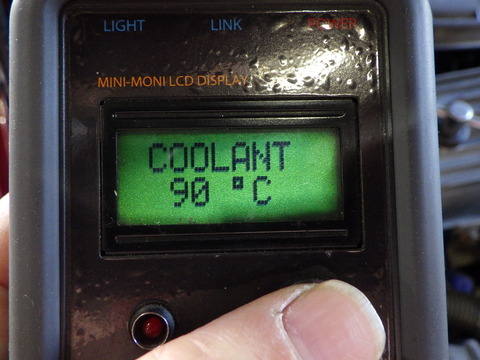 LIGHT LINK POWER
MINI-MONI LCD DISPLAY
COOLANT
90 °C